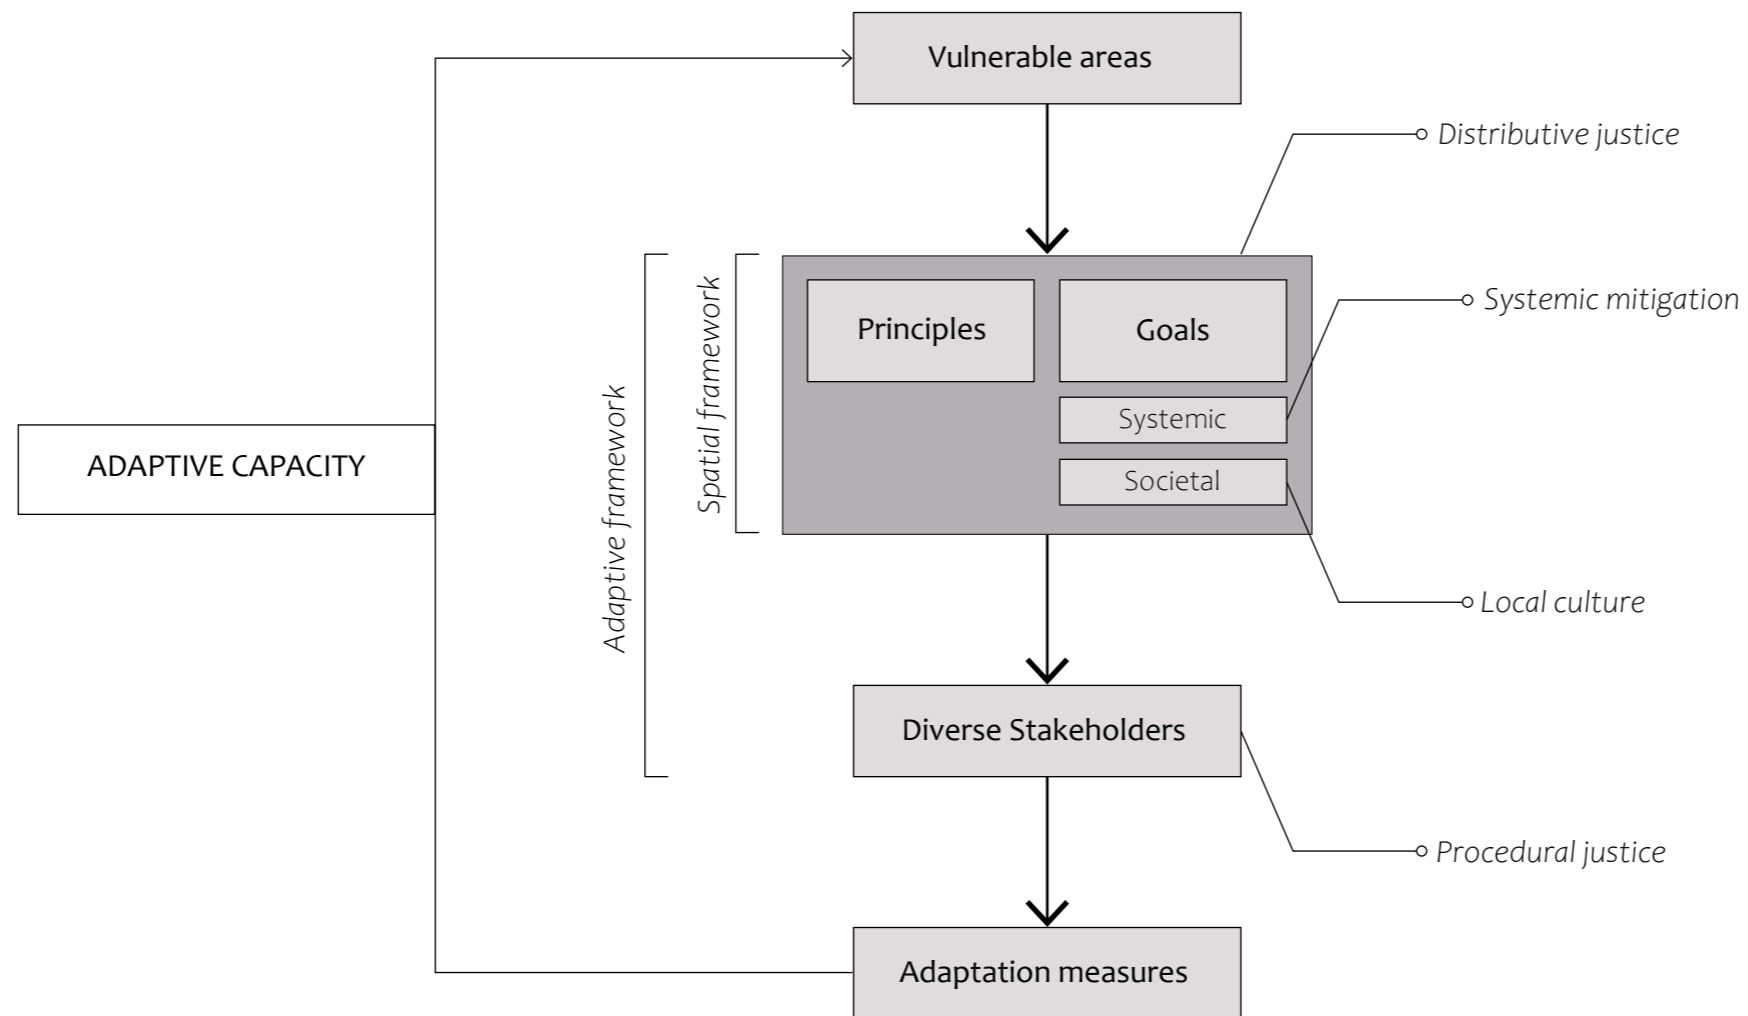 Vulnerable areas
Distributive justice
Systemic mitigation
Principles
Goals
Spatial framework
Adaptive framework
Systemic
ADAPTIVE CAPACITY
Societal
Local culture
Diverse Stakeholders
Procedural justice
Adaptation measures